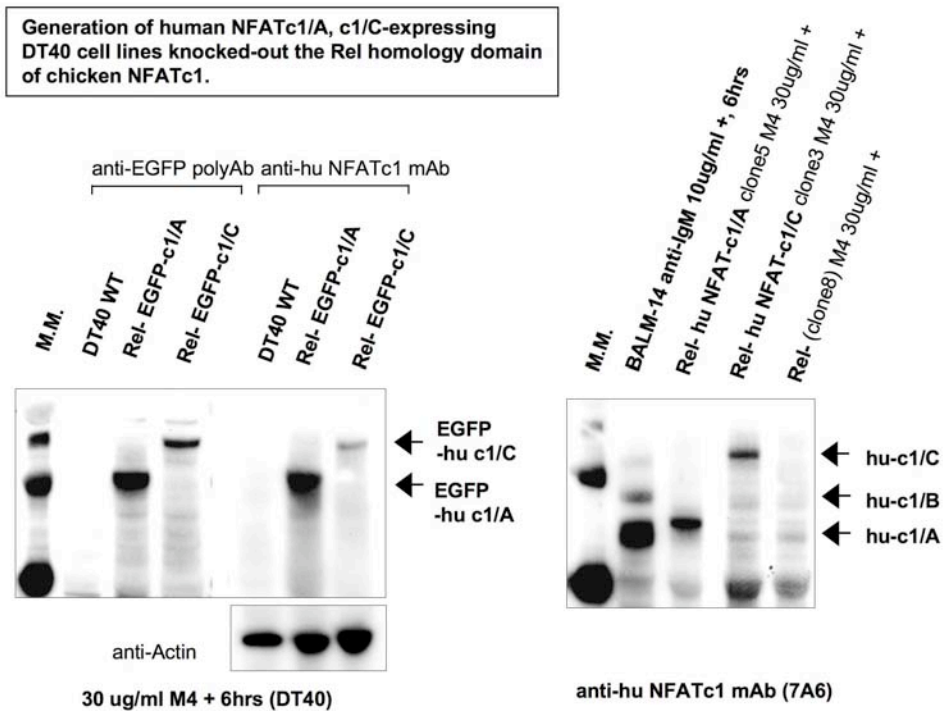 Generation of human NFATc1/A, c1/C-expressing
DT40 cell lines knocked-out the Rel homology domain
of chicken NFATc1.
anti-EGFP polyAb
anti-hu NFATc1 mAb
M.M.
DT40 WT
Rel- EGFP-c1/A
Rel- EGFP-c1/C
DT40 WT
Rel- EGFP-c1/A
Rel- EGFP-c1/C
EGFP
-hu c1/C
EGFP
-hu c1/A
anti-Actin
30 ug/ml M4 + 6hrs (DT40)
M.M.
BALM-14 anti-IgM 10ug/ml +, 6hrs
Rel- hu NFAT-c1/A clone5 M4 30ug/ml +
Rel- hu NFAT-c1/C clone3 M4 30ug/ml +
Rel- (clone8) M4 30ug/ml +
hu-c1/C
hu-c1/B
hu-c1/A
anti-hu NFATc1 mAb (7A6)